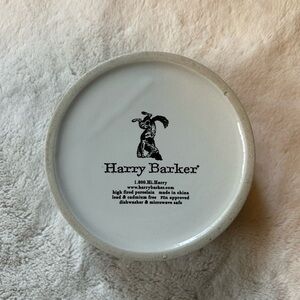 Harry Barker®
1.800.Hi.Harry
www.harrybarker.com
high fired porcelain made in china
lead & cadmium free FDA approved
dishwasher & microwave safe